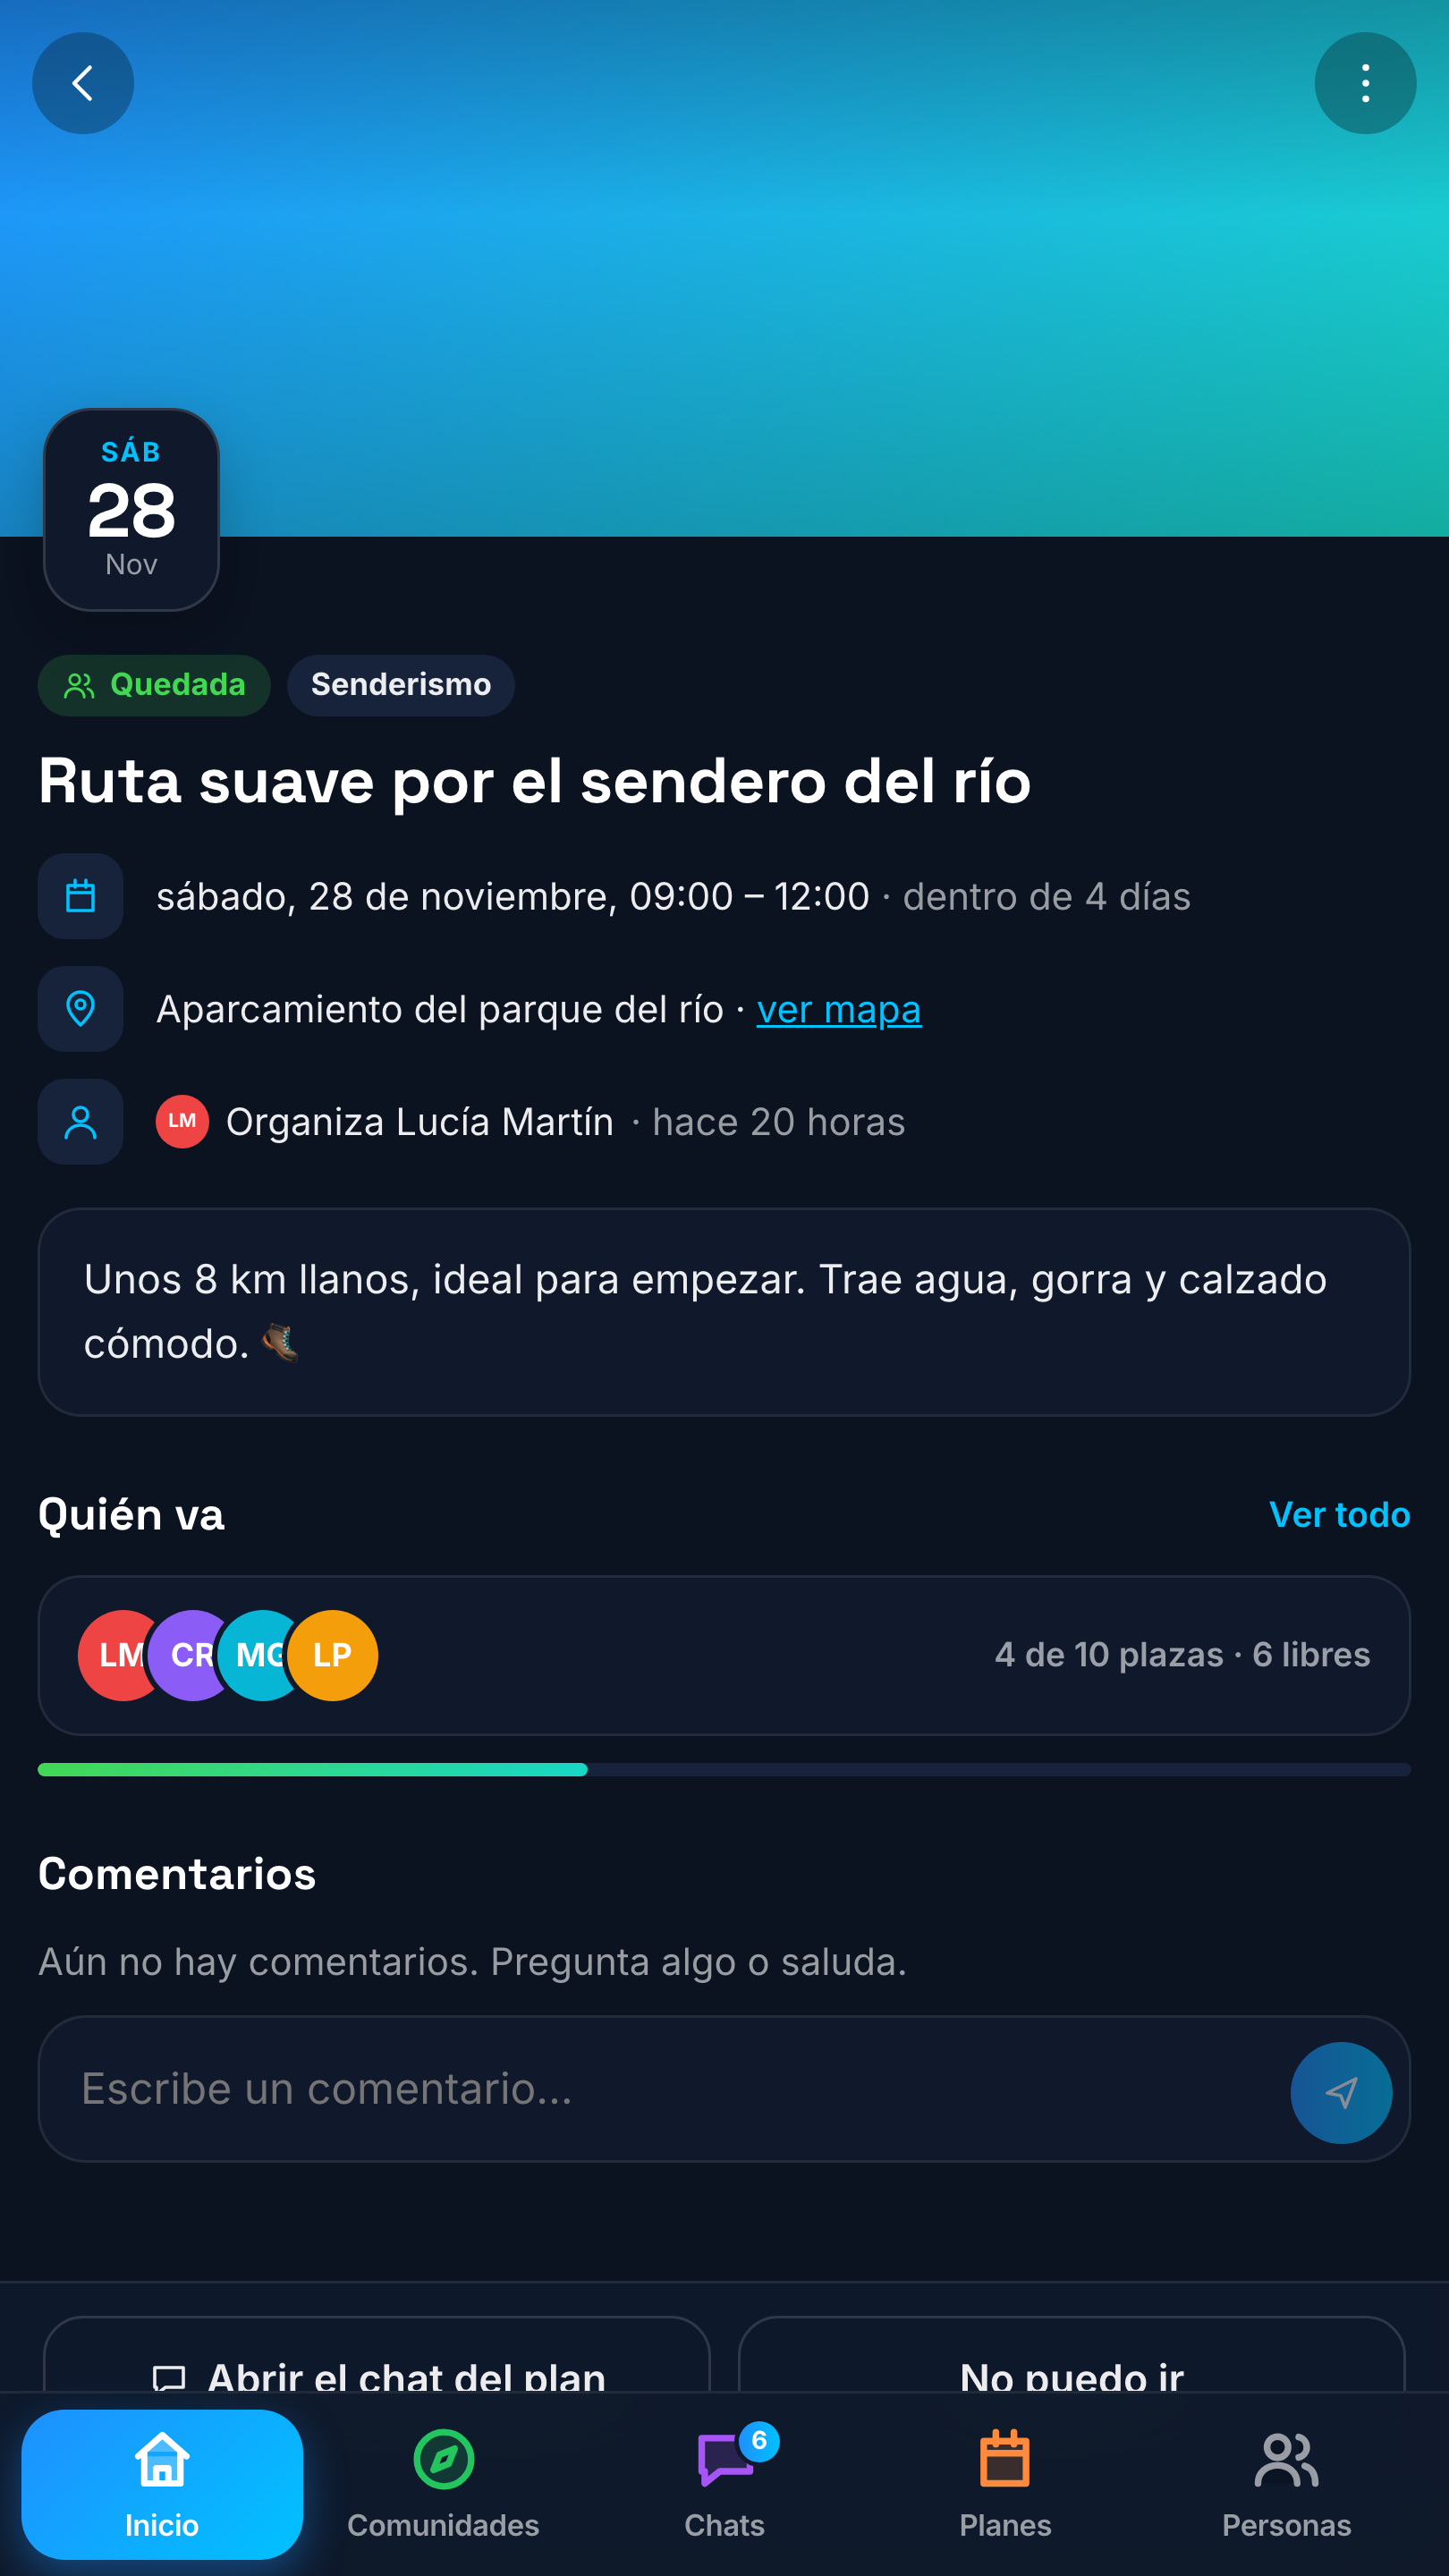 SÁB
28
Nov
Quedada
Senderismo
Ruta suave por el sendero del río
sábado, 28 de noviembre, 09:00 – 12:00 · dentro de 4 días
Aparcamiento del parque del río · ver mapa
LM Organiza Lucía Martín · hace 20 horas
Unos 8 km llanos, ideal para empezar. Trae agua, gorra y calzado
cómodo. 🥾
Quién va
Ver todo
LM CR MG LP
4 de 10 plazas · 6 libres
Comentarios
Aún no hay comentarios. Pregunta algo o saluda.
Escribe un comentario...
Abrir el chat del plan
No puedo ir
6
Inicio
Comunidades
Chats
Planes
Personas